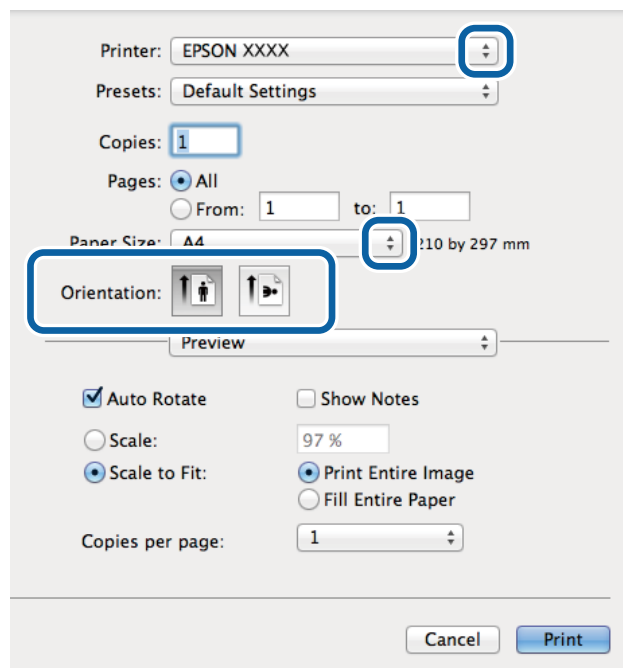 Printer: EPSON XXXX
Presets: Default Settings
Copies: 1
Pages: All
From: 1 to: 1
Paper Size: A4 210 by 297 mm
Orientation:
Preview
Auto Rotate Show Notes
Scale: 97 %
Scale to Fit: Print Entire Image
Fill Entire Paper
Copies per page: 1
Cancel Print